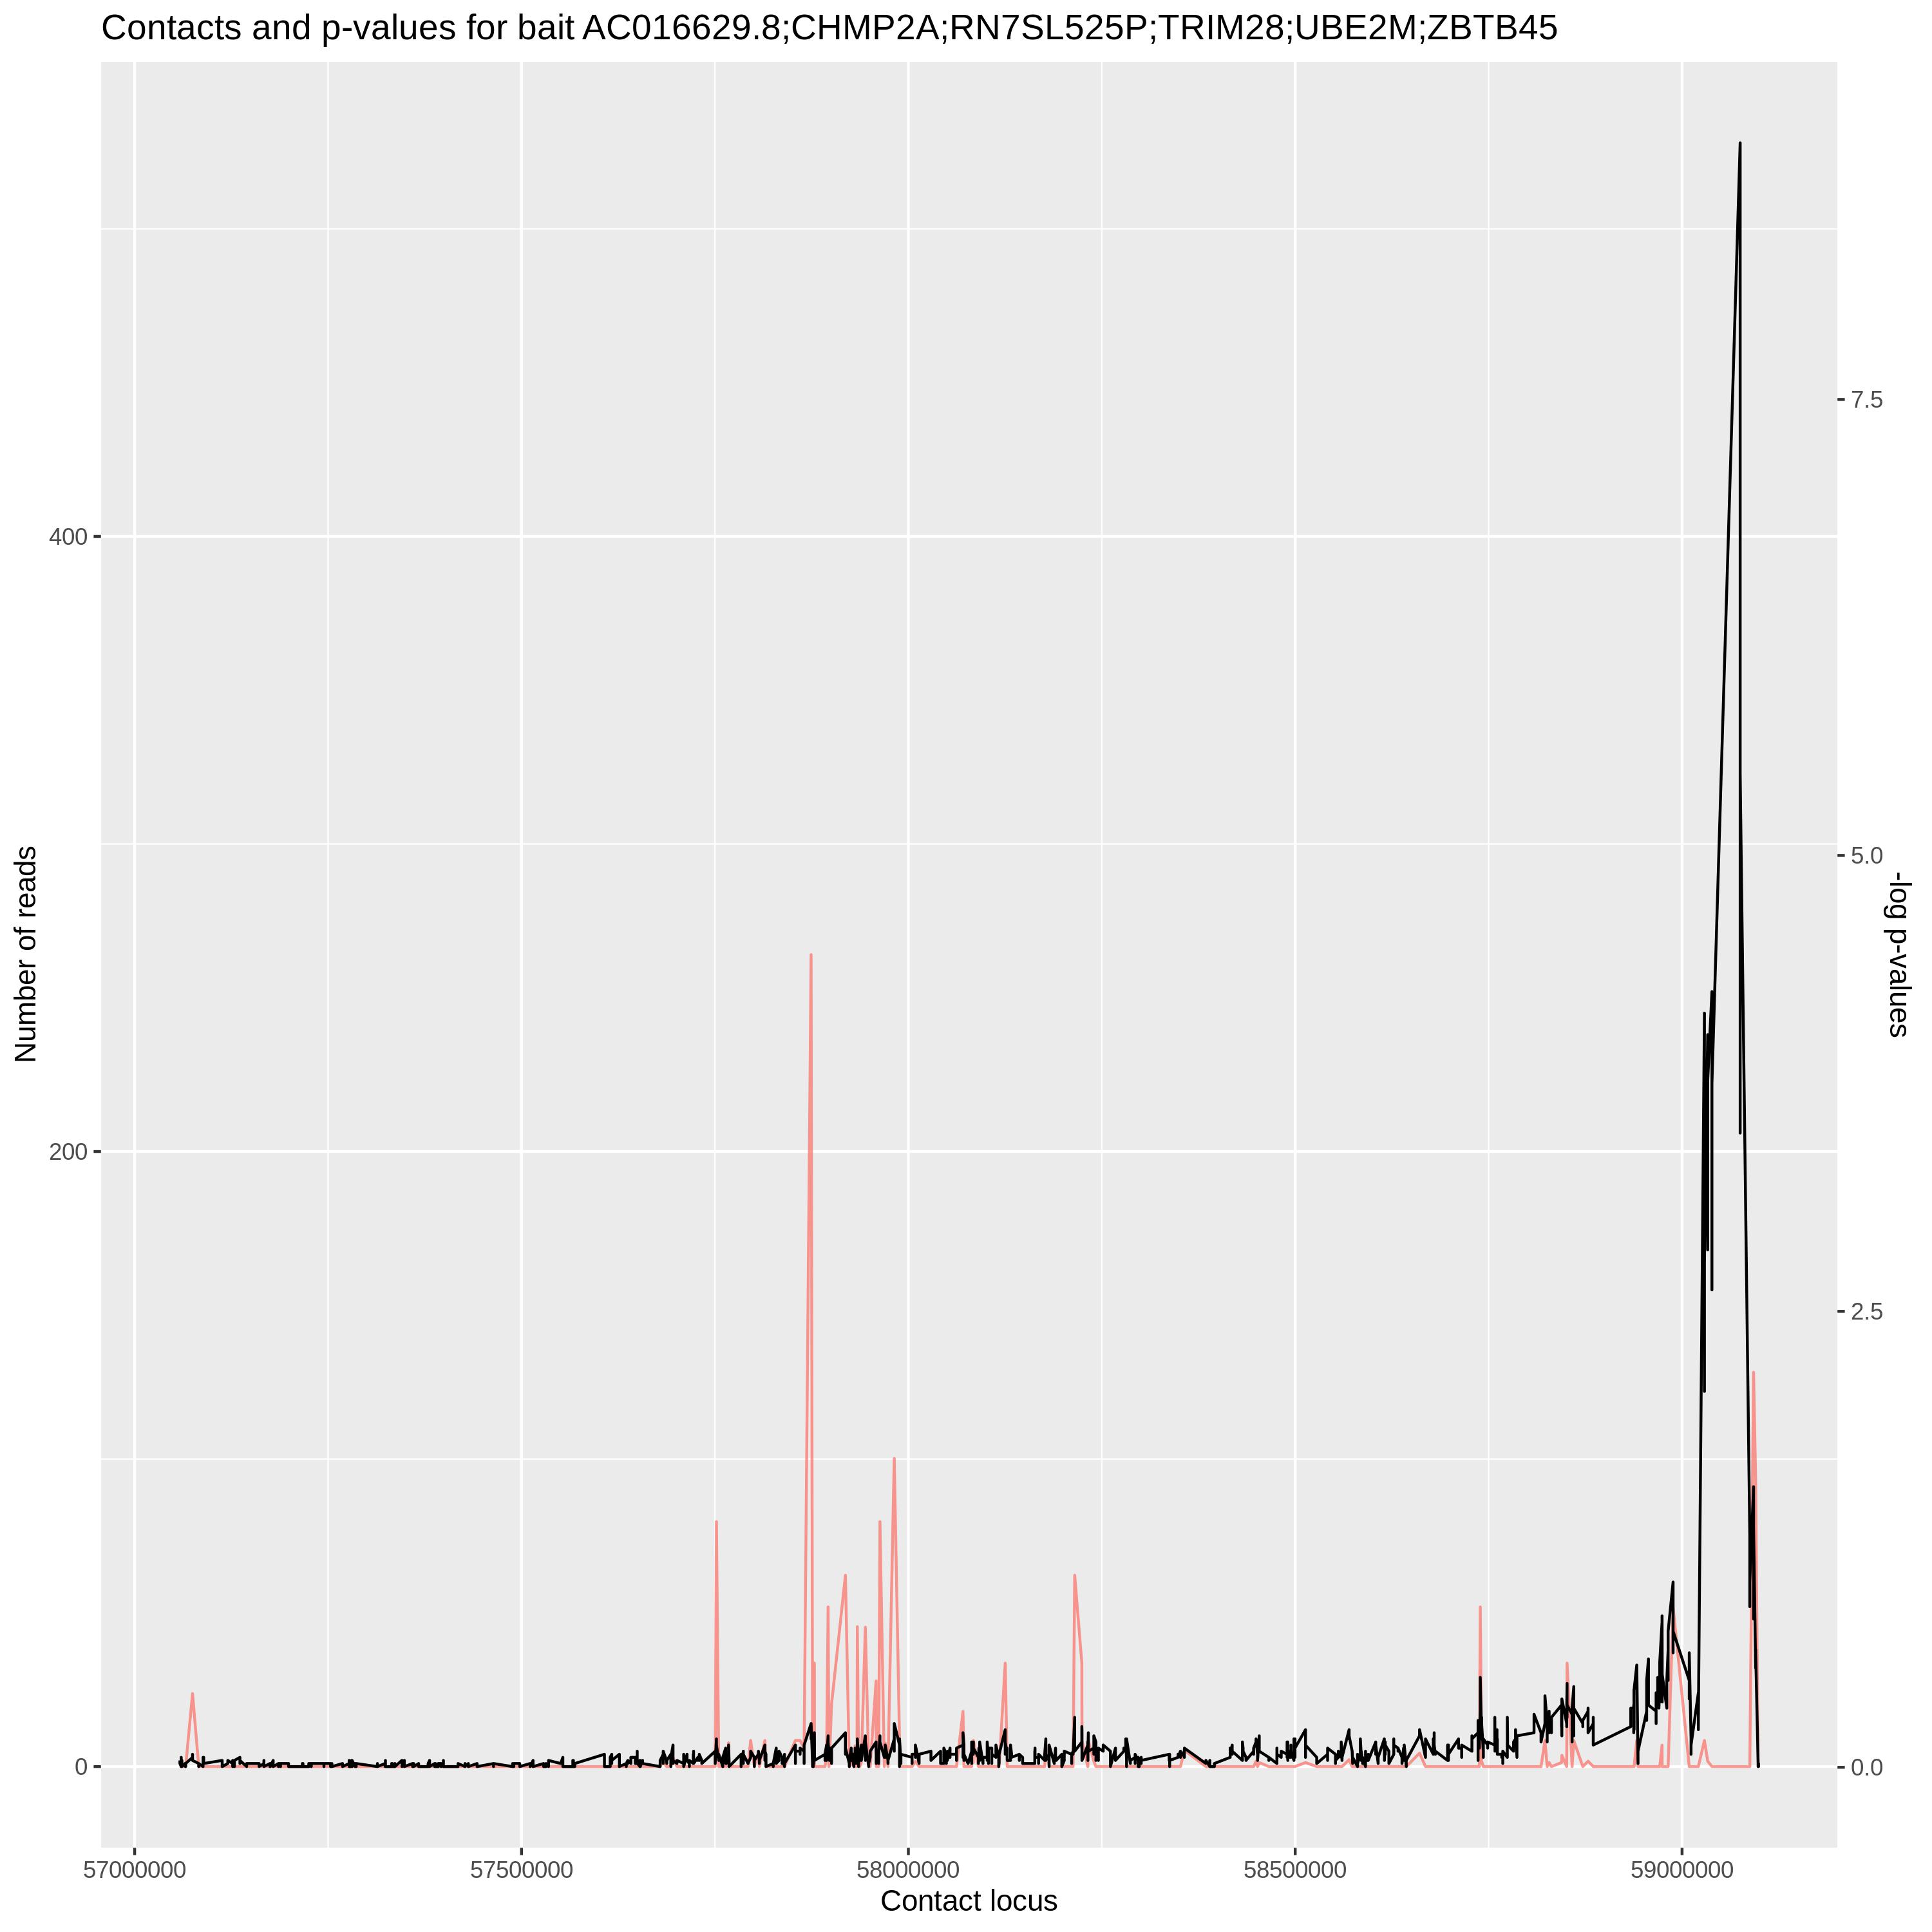 Contacts and p-values for bait AC016629.8;CHMP2A;RN7SL525P;TRIM28;UBE2M;ZBTB45
Number of reads
400
200
0
7.5
5.0
2.5
0.0
-log p-values
57000000 57500000 58000000 58500000 59000000
Contact locus